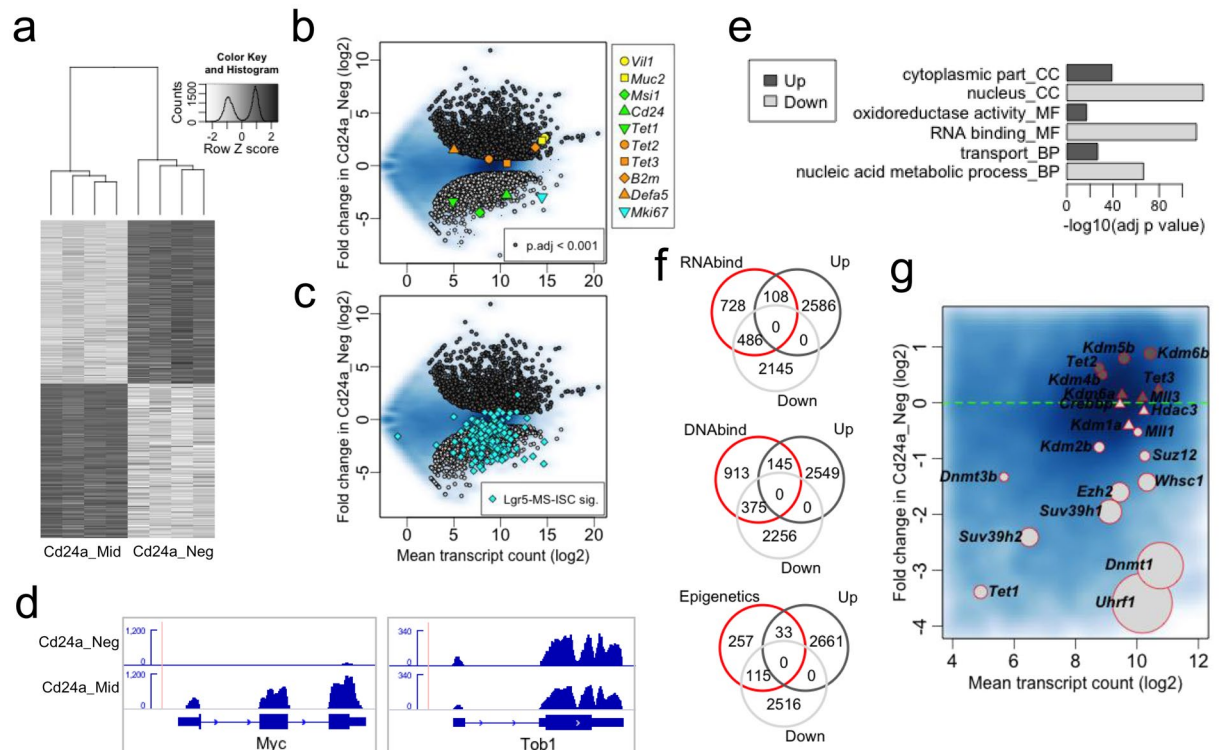 a
Color Key
and Histogram
Counts
0 500 1500
-2 0 2
Row Z score
Cd24a_Mid Cd24a_Neg
b
Fold change in Cd24a_Neg (log2)
10
5
0
-5
0 5 10 15 20
p.adj < 0.001
Vil1
Muc2
Msi1
Cd24
Tet1
Tet2
Tet3
B2m
Defa5
Mki67
c
Fold change in Cd24a_Neg (log2)
10
5
0
-5
Lgr5-MS-ISC sig.
0 5 10 15 20
Mean transcript count (log2)
d
Cd24a_Neg
1,200
0
340
0
Cd24a_Mid
1,200
0
340
0
Myc
Tob1
e
Up
Down
cytoplasmic part_CC
nucleus_CC
oxidoreductase activity_MF
RNA binding_MF
transport_BP
nucleic acid metabolic process_BP
0 40 80
-log10(adj p value)
f
RNAbind Up
728 108 2586
0
486 0
2145
Down
DNAbind Up
913 145 2549
0
375 0
2256
Down
Epigenetics Up
257 33 2661
0
115 0
2516
Down
g
Fold change in Cd24a_Neg (log2)
1
0
-1
-2
-3
-4
Kdm5b
Kdm6b
Tet2
Kdm4b
Tet3
Kdm6a
Mll3
Crebbp
Hdac3
Kdm1a
Mll1
Kdm2b
Suz12
Dnmt3b
Whsc1
Ezh2
Suv39h1
Suv39h2
Dnmt1
Tet1
Uhrf1
4 6 8 10 12
Mean transcript count (log2)